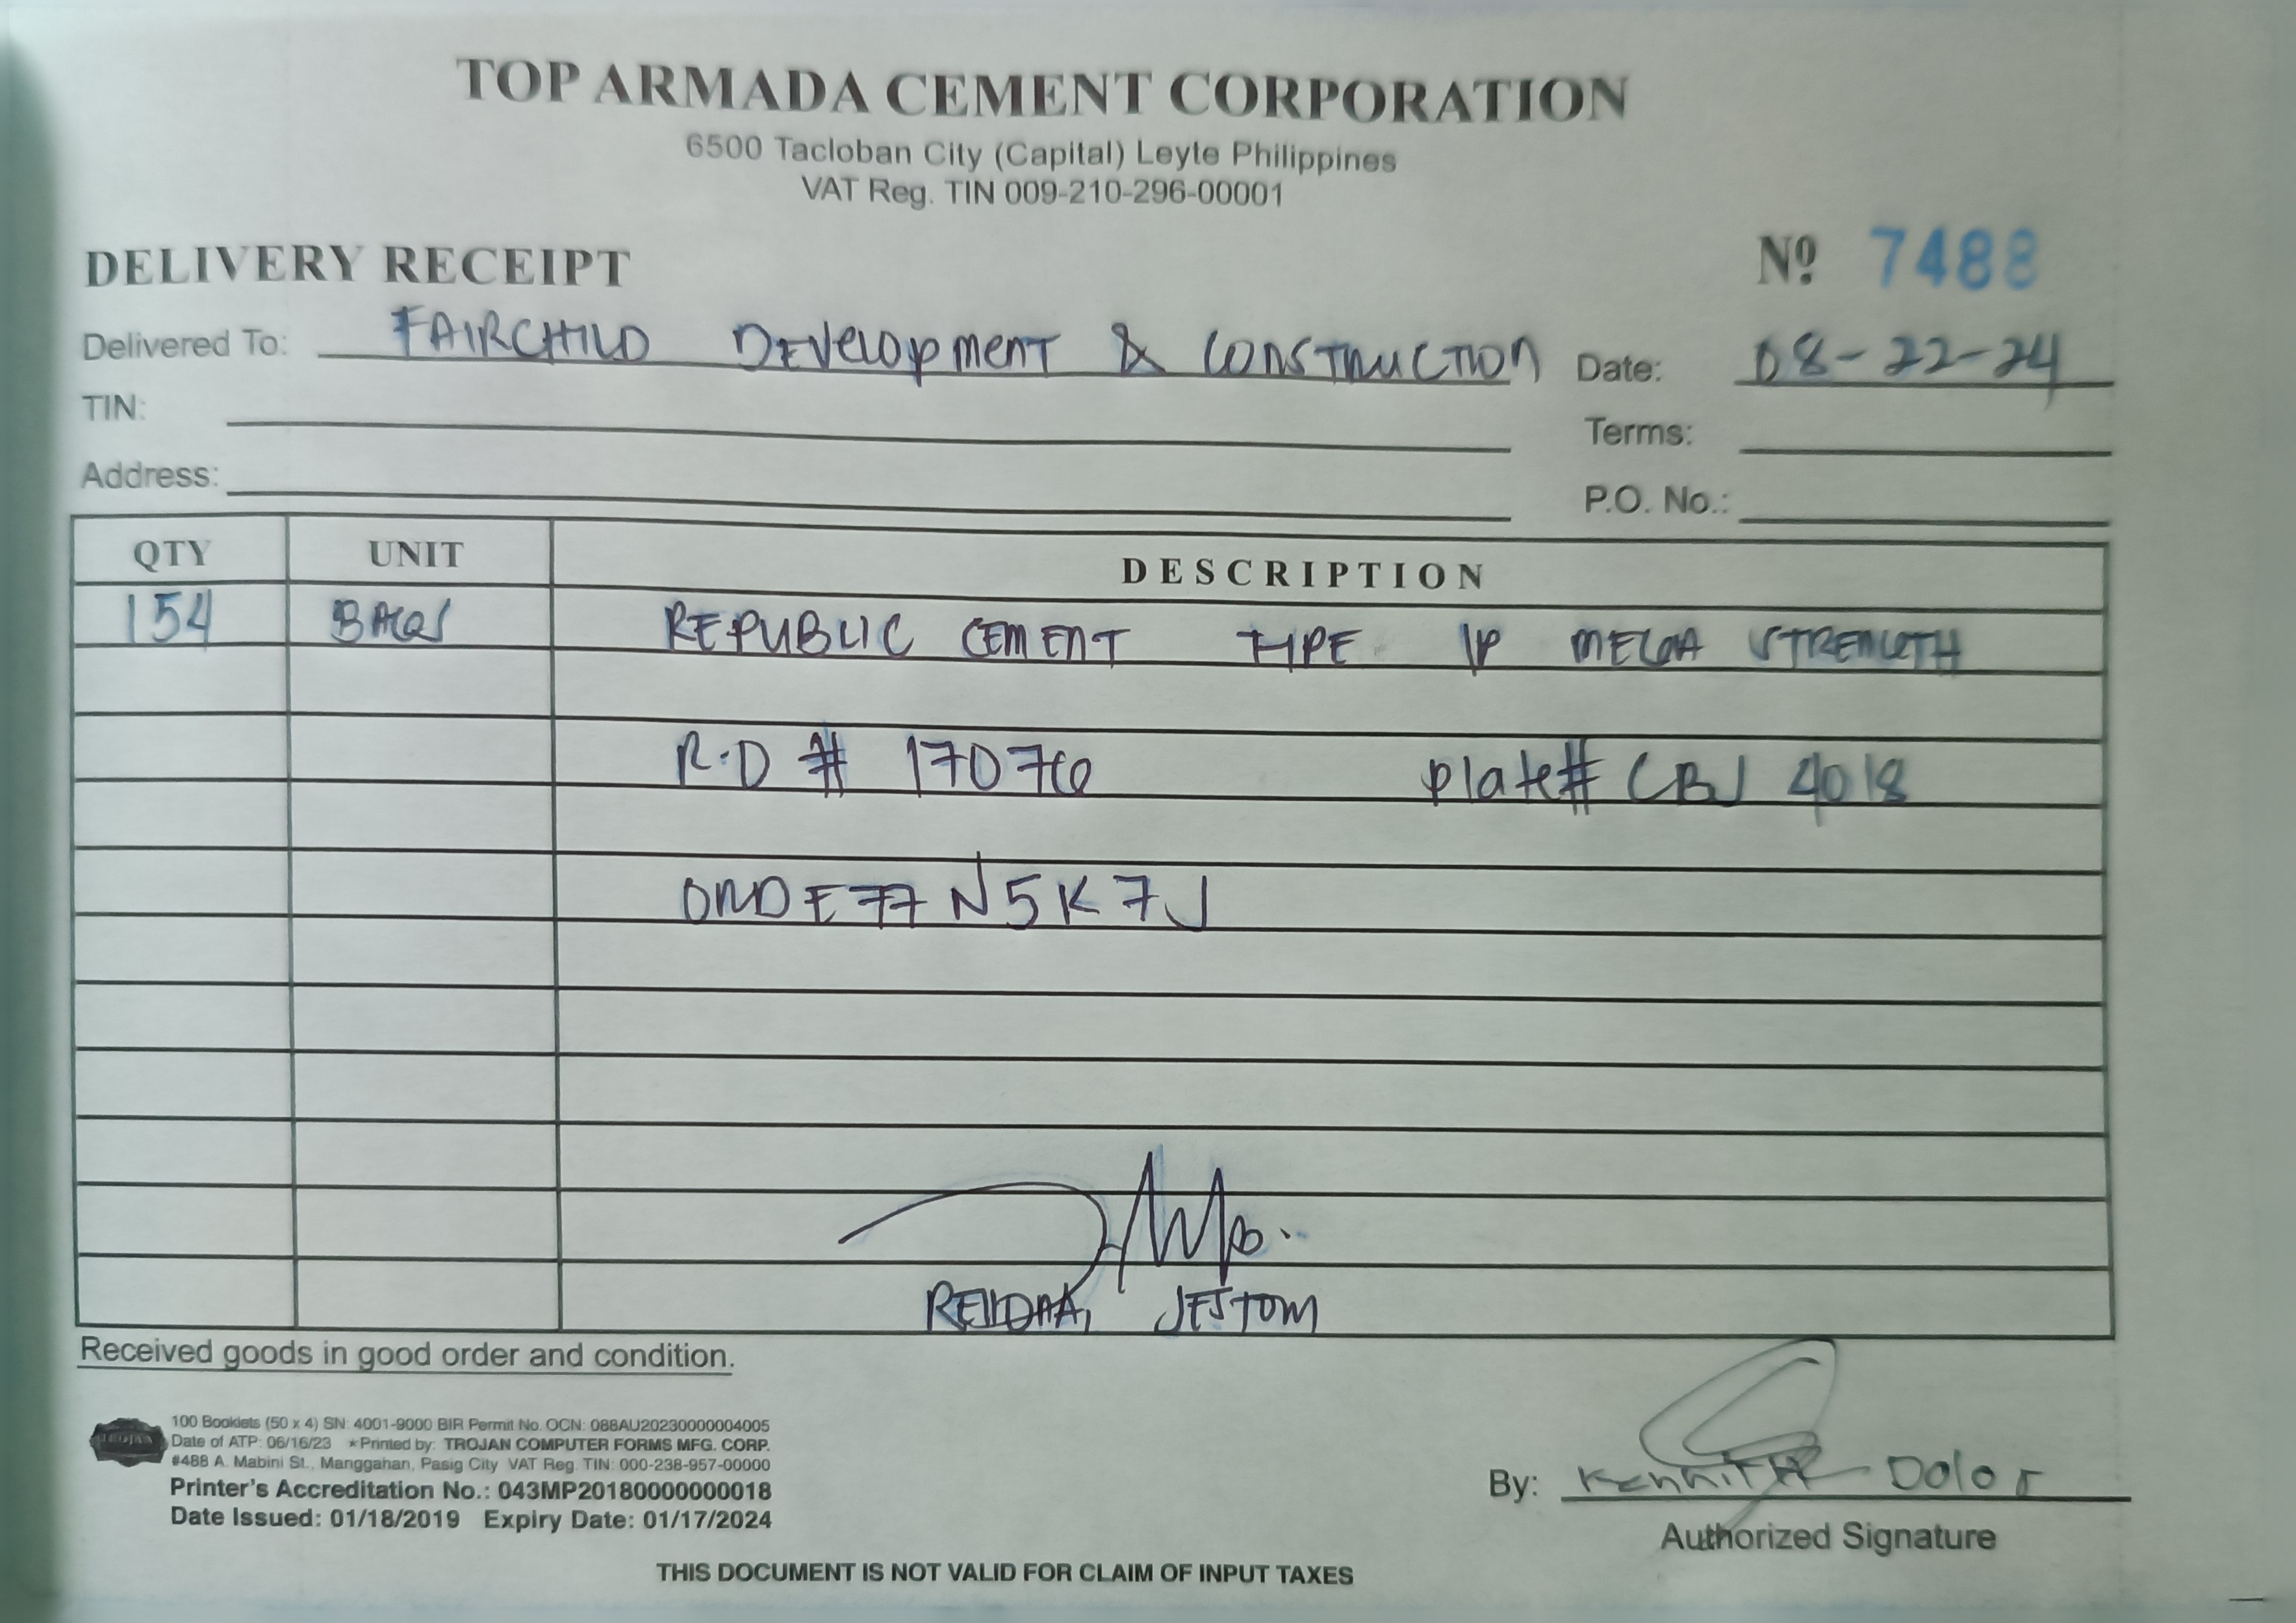 TOP ARMADA CEMENT CORPORATION
6500 Tacloban City (Capital) Leyte Philippines
VAT Reg. TIN 009-210-296-00001
DELIVERY RECEIPT Nº 7488
Delivered To: FAIRCHILD DEVELOPMENT & CONSTRUCTION Date: 08-22-24
TIN: Terms:
Address: P.O. No.:
QTY UNIT DESCRIPTION
154 BAGS REPUBLIC CEMENT TYPE 1P MEGA STRENGTH
R.D # 17076 Plate# CBJ 4018
ORDE77N5K7J
JESTOM
Received goods in good order and condition.
TROJAN
100 Booklets (50 x 4) SN: 4001-9000 BIR Permit No. OCN: 088AU20230000004005
Date of ATP: 06/16/23 ★Printed by: TROJAN COMPUTER FORMS MFG. CORP.
#488 A. Mabini St., Manggahan, Pasig City VAT Reg. TIN: 000-238-957-00000
Printer's Accreditation No.: 043MP20180000000018
Date Issued: 01/18/2019 Expiry Date: 01/17/2024
By: Kennith Dolor
Authorized Signature
THIS DOCUMENT IS NOT VALID FOR CLAIM OF INPUT TAXES